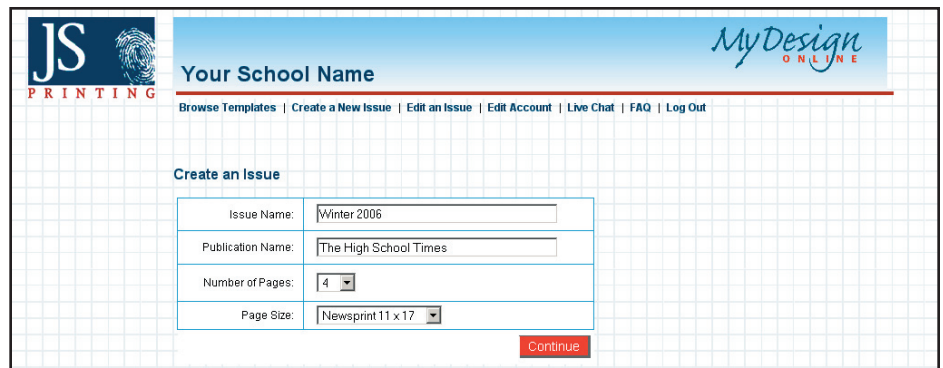 JS
PRINTING
MyDesign
ONLINE
Your School Name
Browse Templates | Create a New Issue | Edit an Issue | Edit Account | Live Chat | FAQ | Log Out
Create an Issue
Issue Name: Winter 2006
Publication Name: The High School Times
Number of Pages: 4
Page Size: Newsprint 11 x 17
Continue